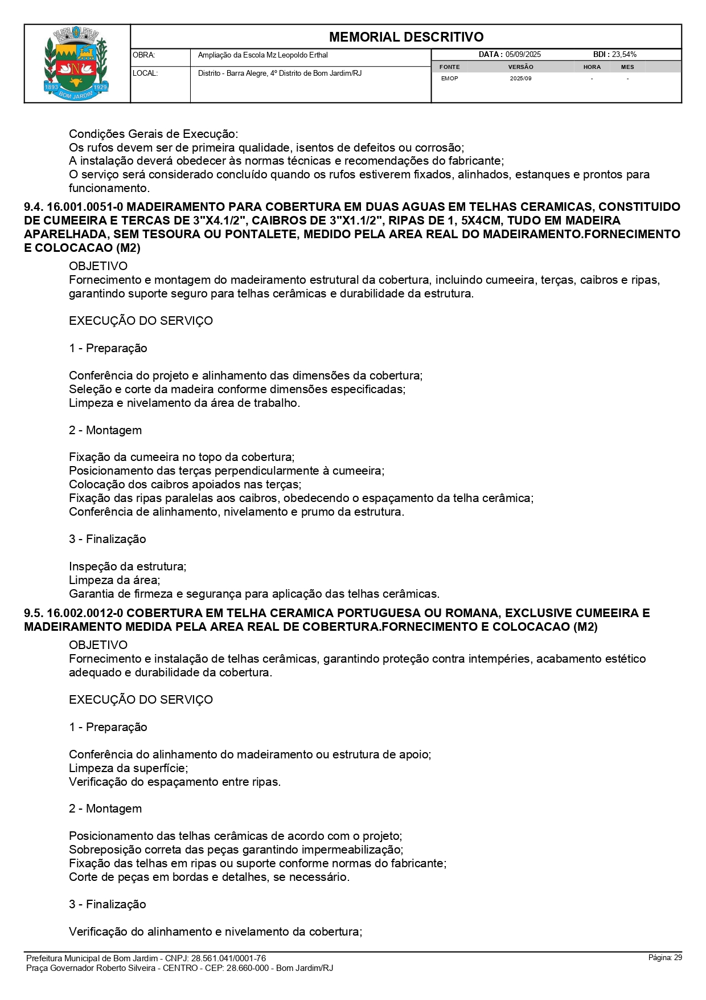 MEMORIAL DESCRITIVO
OBRA: Ampliação da Escola Mz Leopoldo Erthal
DATA : 05/09/2025 BDI : 23,54%
FONTE VERSÃO HORA MES
LOCAL: Distrito - Barra Alegre, 4º Distrito de Bom Jardim/RJ
EMOP 2025/09 - -
N
1893 1929
BOM JARDIM
Condições Gerais de Execução:
Os rufos devem ser de primeira qualidade, isentos de defeitos ou corrosão;
A instalação deverá obedecer às normas técnicas e recomendações do fabricante;
O serviço será considerado concluído quando os rufos estiverem fixados, alinhados, estanques e prontos para
funcionamento.
9.4. 16.001.0051-0 MADEIRAMENTO PARA COBERTURA EM DUAS AGUAS EM TELHAS CERAMICAS, CONSTITUIDO
DE CUMEEIRA E TERCAS DE 3"X4.1/2", CAIBROS DE 3"X1.1/2", RIPAS DE 1, 5X4CM, TUDO EM MADEIRA
APARELHADA, SEM TESOURA OU PONTALETE, MEDIDO PELA AREA REAL DO MADEIRAMENTO.FORNECIMENTO
E COLOCACAO (M2)
OBJETIVO
Fornecimento e montagem do madeiramento estrutural da cobertura, incluindo cumeeira, terças, caibros e ripas,
garantindo suporte seguro para telhas cerâmicas e durabilidade da estrutura.
EXECUÇÃO DO SERVIÇO
1 - Preparação
Conferência do projeto e alinhamento das dimensões da cobertura;
Seleção e corte da madeira conforme dimensões especificadas;
Limpeza e nivelamento da área de trabalho.
2 - Montagem
Fixação da cumeeira no topo da cobertura;
Posicionamento das terças perpendicularmente à cumeeira;
Colocação dos caibros apoiados nas terças;
Fixação das ripas paralelas aos caibros, obedecendo o espaçamento da telha cerâmica;
Conferência de alinhamento, nivelamento e prumo da estrutura.
3 - Finalização
Inspeção da estrutura;
Limpeza da área;
Garantia de firmeza e segurança para aplicação das telhas cerâmicas.
9.5. 16.002.0012-0 COBERTURA EM TELHA CERAMICA PORTUGUESA OU ROMANA, EXCLUSIVE CUMEEIRA E
MADEIRAMENTO MEDIDA PELA AREA REAL DE COBERTURA.FORNECIMENTO E COLOCACAO (M2)
OBJETIVO
Fornecimento e instalação de telhas cerâmicas, garantindo proteção contra intempéries, acabamento estético
adequado e durabilidade da cobertura.
EXECUÇÃO DO SERVIÇO
1 - Preparação
Conferência do alinhamento do madeiramento ou estrutura de apoio;
Limpeza da superfície;
Verificação do espaçamento entre ripas.
2 - Montagem
Posicionamento das telhas cerâmicas de acordo com o projeto;
Sobreposição correta das peças garantindo impermeabilização;
Fixação das telhas em ripas ou suporte conforme normas do fabricante;
Corte de peças em bordas e detalhes, se necessário.
3 - Finalização
Verificação do alinhamento e nivelamento da cobertura;
Prefeitura Municipal de Bom Jardim - CNPJ: 28.561.041/0001-76 Página: 29
Praça Governador Roberto Silveira - CENTRO - CEP: 28.660-000 - Bom Jardim/RJ